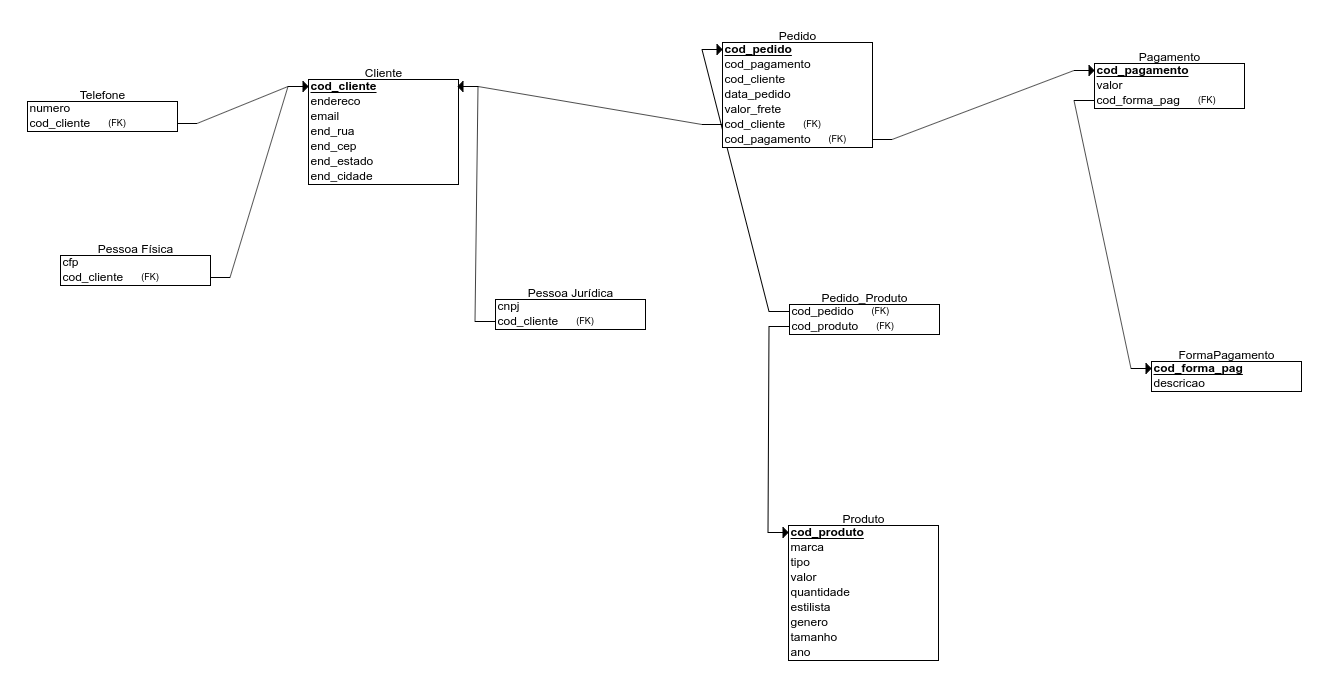 Telefone
numero
cod_cliente (FK)
Cliente
cod_cliente
endereco
email
end_rua
end_cep
end_estado
end_cidade
Pedido
cod_pedido
cod_pagamento
cod_cliente
data_pedido
valor_frete
cod_cliente (FK)
cod_pagamento (FK)
Pagamento
cod_pagamento
valor
cod_forma_pag (FK)
Pessoa Física
cfp
cod_cliente (FK)
Pessoa Jurídica
cnpj
cod_cliente (FK)
Pedido_Produto
cod_pedido (FK)
cod_produto (FK)
FormaPagamento
cod_forma_pag
descricao
Produto
cod_produto
marca
tipo
valor
quantidade
estilista
genero
tamanho
ano